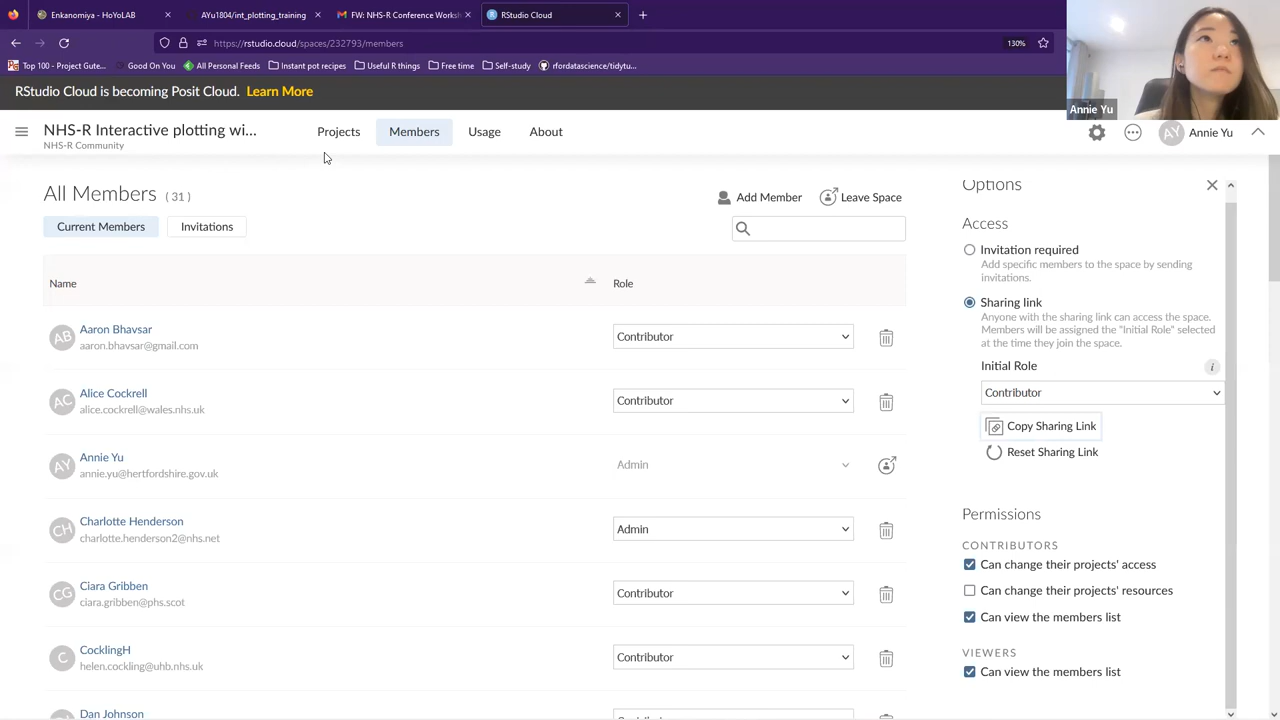 Enkanomiya - HoYoLAB
AYu1804/int_plotting_training
FW: NHS-R Conference Worksh
RStudio Cloud
https://rstudio.cloud/spaces/232793/members
130%
Top 100 - Project Gute...
Good On You
All Personal Feeds
Instant pot recipes
Useful R things
Free time
Self-study
rfordatascience/tidytu...
RStudio Cloud is becoming Posit Cloud. Learn More
Annie Yu
NHS-R Interactive plotting wi...
NHS-R Community
Projects
Members
Usage
About
AY
Annie Yu
All Members
( 31 )
Add Member
Leave Space
Current Members
Invitations
Name
Role
AB
Aaron Bhavsar
aaron.bhavsar@gmail.com
Contributor
AC
Alice Cockrell
alice.cockrell@wales.nhs.uk
Contributor
AY
Annie Yu
annie.yu@hertfordshire.gov.uk
Admin
CH
Charlotte Henderson
charlotte.henderson2@nhs.net
Admin
CG
Ciara Gribben
ciara.gribben@phs.scot
Contributor
C
CocklingH
helen.cockling@uhb.nhs.uk
Contributor
Dan Johnson
Options
Access
Invitation required
Add specific members to the space by sending
invitations.
Sharing link
Anyone with the sharing link can access the space.
Members will be assigned the "Initial Role" selected
at the time they join the space.
Initial Role
i
Contributor
Copy Sharing Link
Reset Sharing Link
Permissions
CONTRIBUTORS
Can change their projects' access
Can change their projects' resources
Can view the members list
VIEWERS
Can view the members list